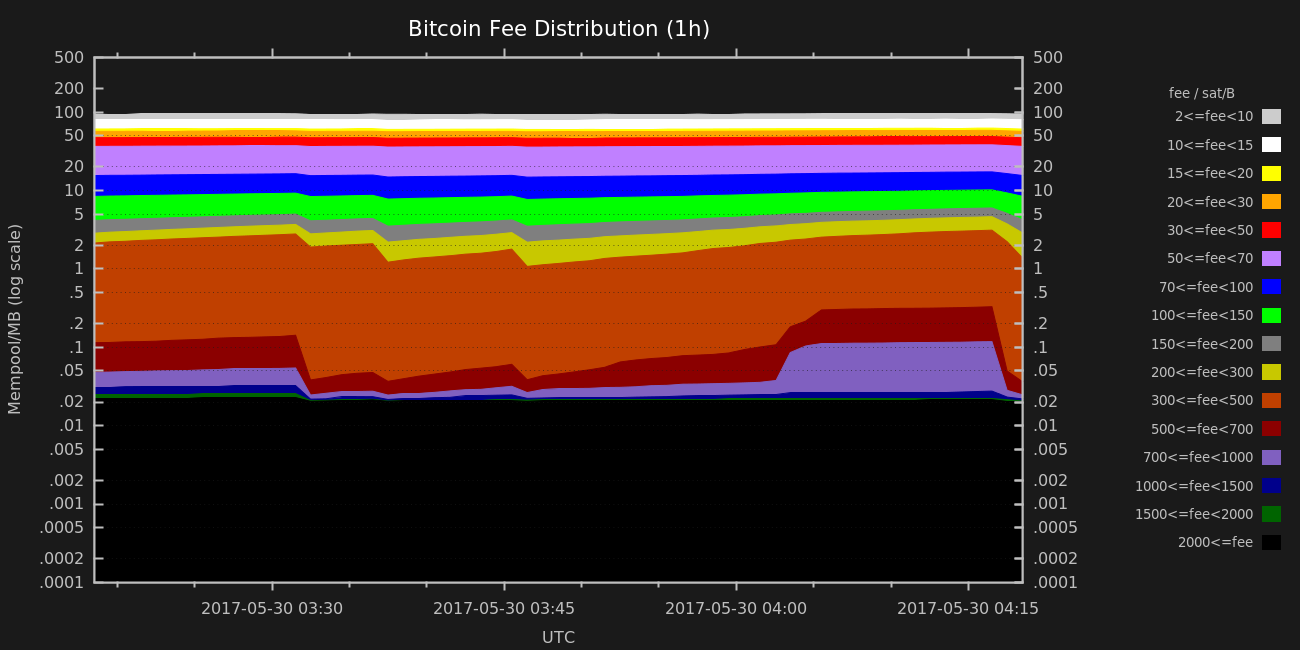 Bitcoin Fee Distribution (1h)
Mempool/MB (log scale)
500
200
100
50
20
10
5
2
1
.5
.2
.1
.05
.02
.01
.005
.002
.001
.0005
.0002
.0001
500
200
100
50
20
10
5
2
1
.5
.2
.1
.05
.02
.01
.005
.002
.001
.0005
.0002
.0001
2017-05-30 03:30
2017-05-30 03:45
2017-05-30 04:00
2017-05-30 04:15
UTC
fee / sat/B
2<=fee<10
10<=fee<15
15<=fee<20
20<=fee<30
30<=fee<50
50<=fee<70
70<=fee<100
100<=fee<150
150<=fee<200
200<=fee<300
300<=fee<500
500<=fee<700
700<=fee<1000
1000<=fee<1500
1500<=fee<2000
2000<=fee